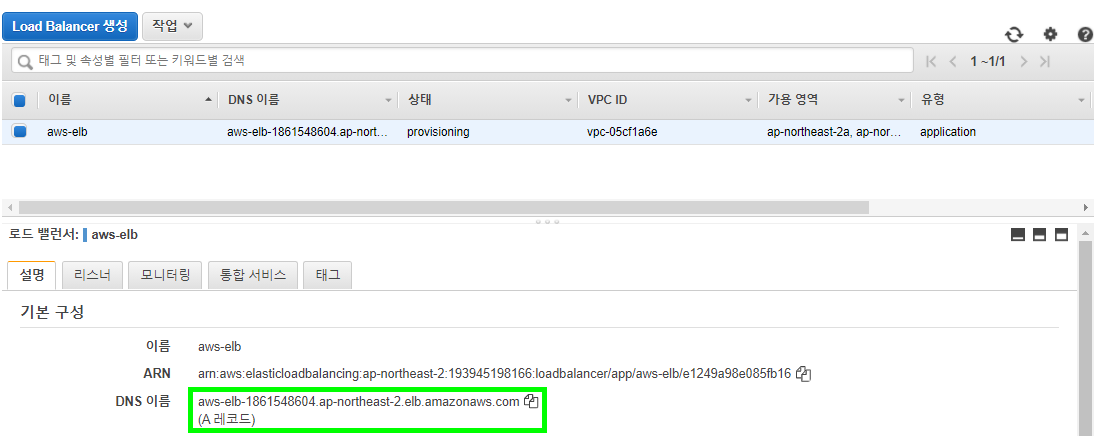 Load Balancer 생성 작업
태그 및 속성별 필터 또는 키워드별 검색 1 ~1/1
이름 DNS 이름 상태 VPC ID 가용 영역 유형
aws-elb aws-elb-1861548604.ap-nort... provisioning vpc-05cf1a6e ap-northeast-2a, ap-nor... application
로드 밸런서: aws-elb
설명 리스너 모니터링 통합 서비스 태그
기본 구성
이름 aws-elb
ARN arn:aws:elasticloadbalancing:ap-northeast-2:193945198166:loadbalancer/app/aws-elb/e1249a98e085fb16
DNS 이름 aws-elb-1861548604.ap-northeast-2.elb.amazonaws.com
(A 레코드)